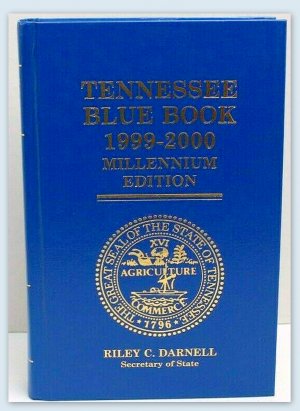 TENNESSEE
BLUE BOOK
1999-2000
MILLENNIUM
EDITION
THE GREAT SEAL OF THE STATE OF TENNESSEE
XVI
AGRICULTURE
COMMERCE
1796
RILEY C. DARNELL
Secretary of State